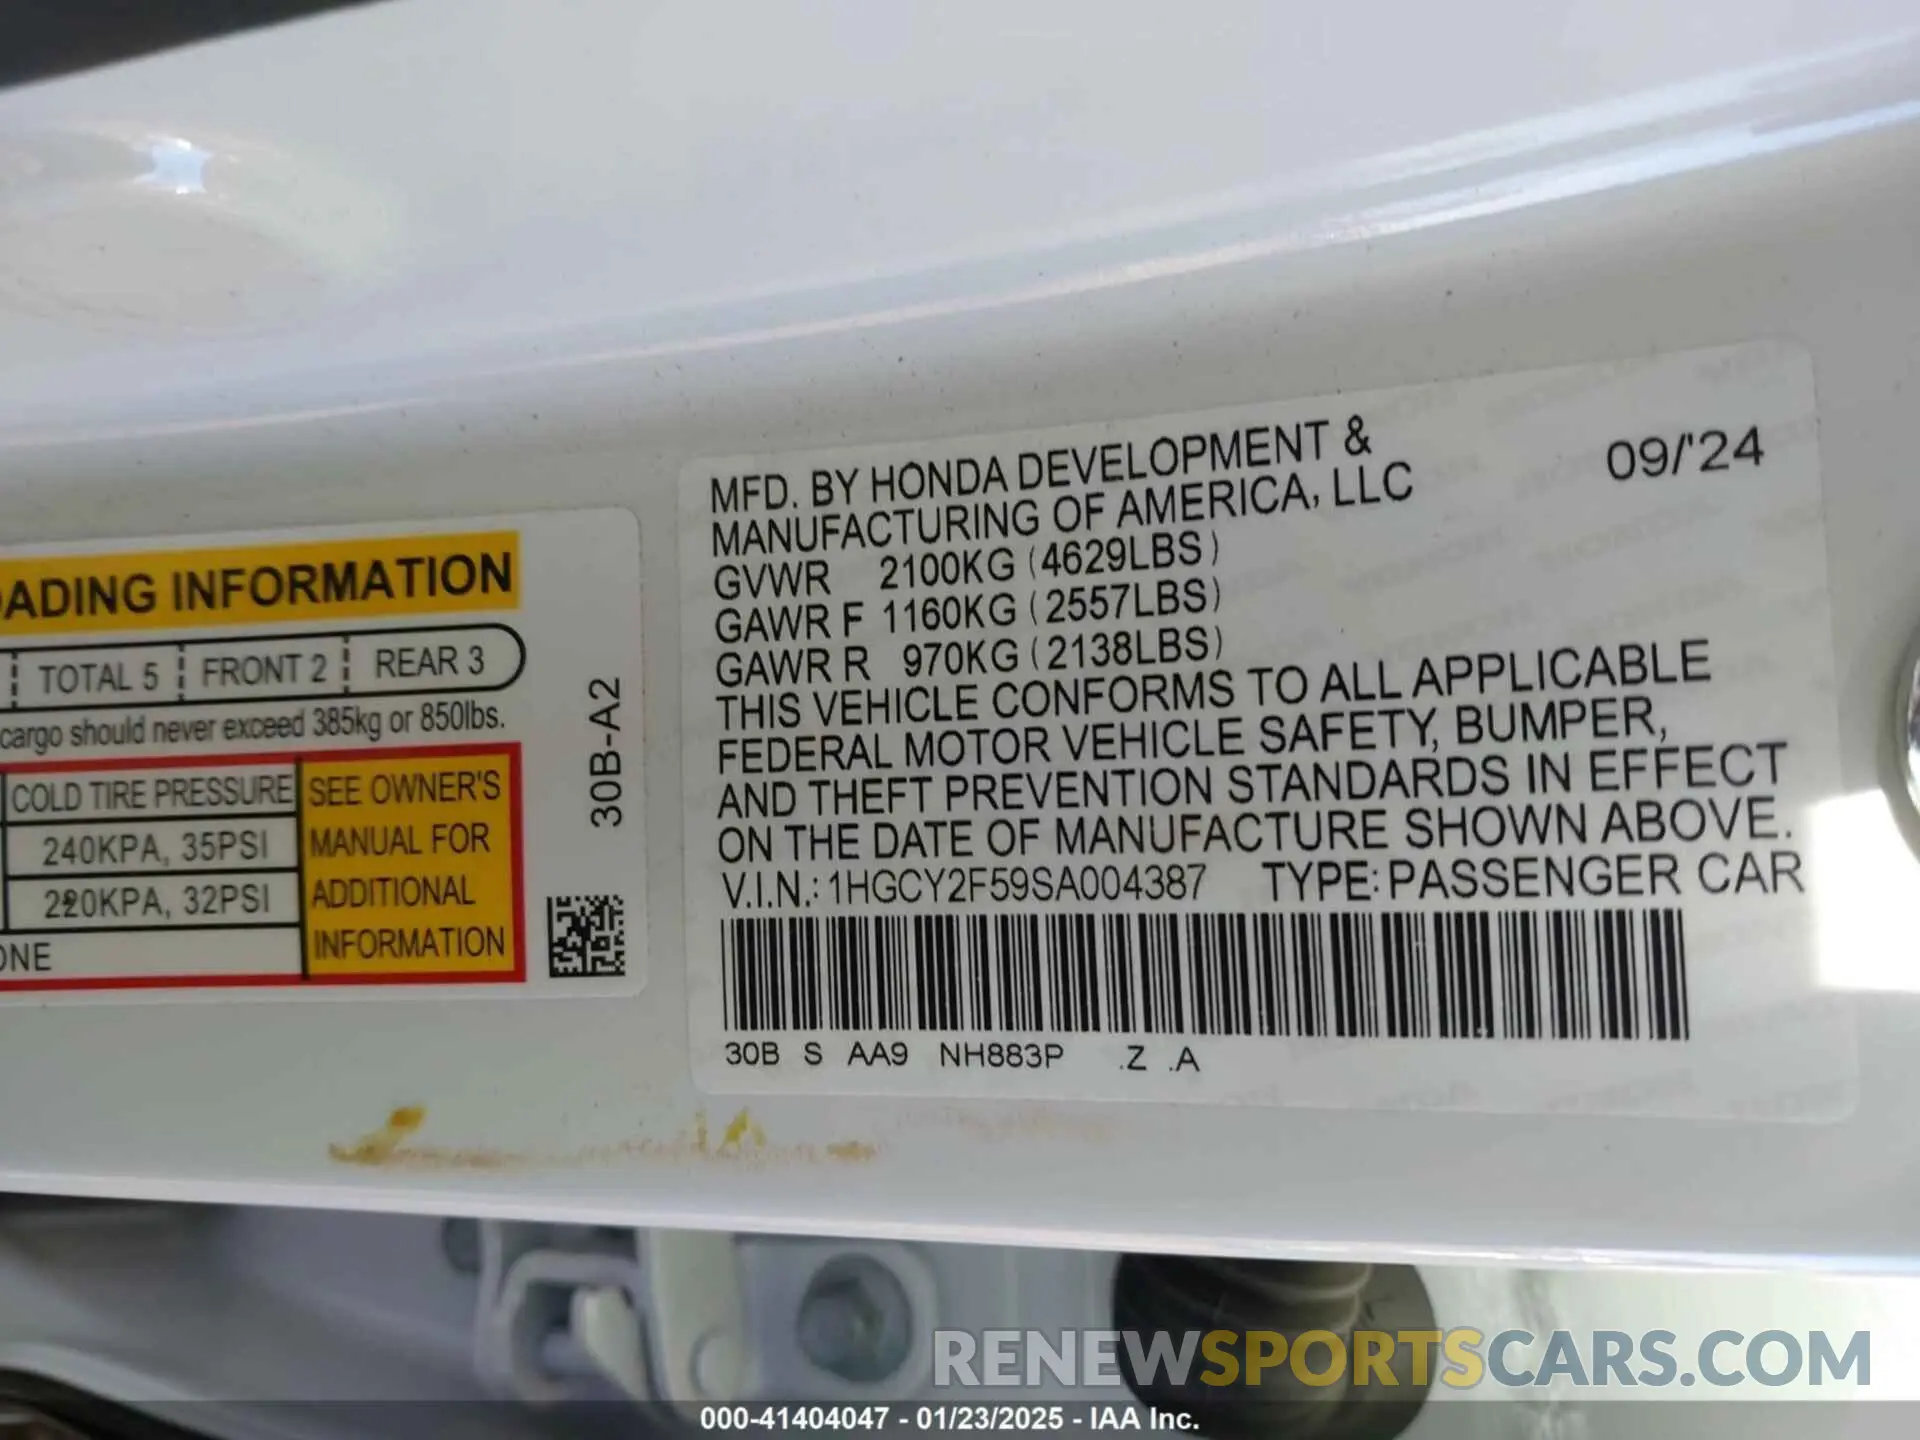 ADING INFORMATION
TOTAL 5 FRONT 2 REAR 3
cargo should never exceed 385kg or 850lbs.
COLD TIRE PRESSURE
240KPA, 35PSI
220KPA, 32PSI
ONE
SEE OWNER'S
MANUAL FOR
ADDITIONAL
INFORMATION
30B-A2
MFD. BY HONDA DEVELOPMENT &
MANUFACTURING OF AMERICA, LLC
09/'24
GVWR 2100KG (4629LBS)
GAWR F 1160KG (2557LBS)
GAWR R 970KG (2138LBS)
THIS VEHICLE CONFORMS TO ALL APPLICABLE
FEDERAL MOTOR VEHICLE SAFETY, BUMPER,
AND THEFT PREVENTION STANDARDS IN EFFECT
ON THE DATE OF MANUFACTURE SHOWN ABOVE.
V.I.N.: 1HGCY2F59SA004387 TYPE: PASSENGER CAR
30B S AA9 NH883P .Z .A
RENEWSPORTSCARS.COM
000-41404047 - 01/23/2025 - IAA Inc.